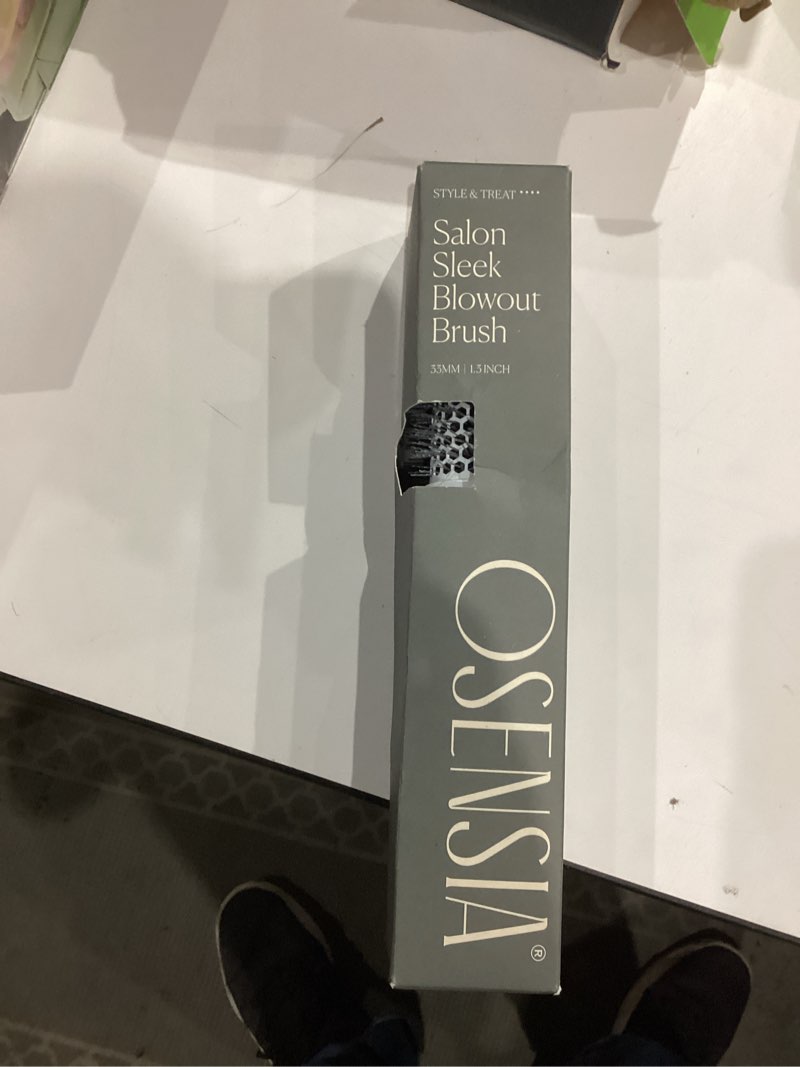 STYLE & TREAT ••••
Salon
Sleek
Blowout
Brush
33MM | 1.3 INCH
OSENSIA®